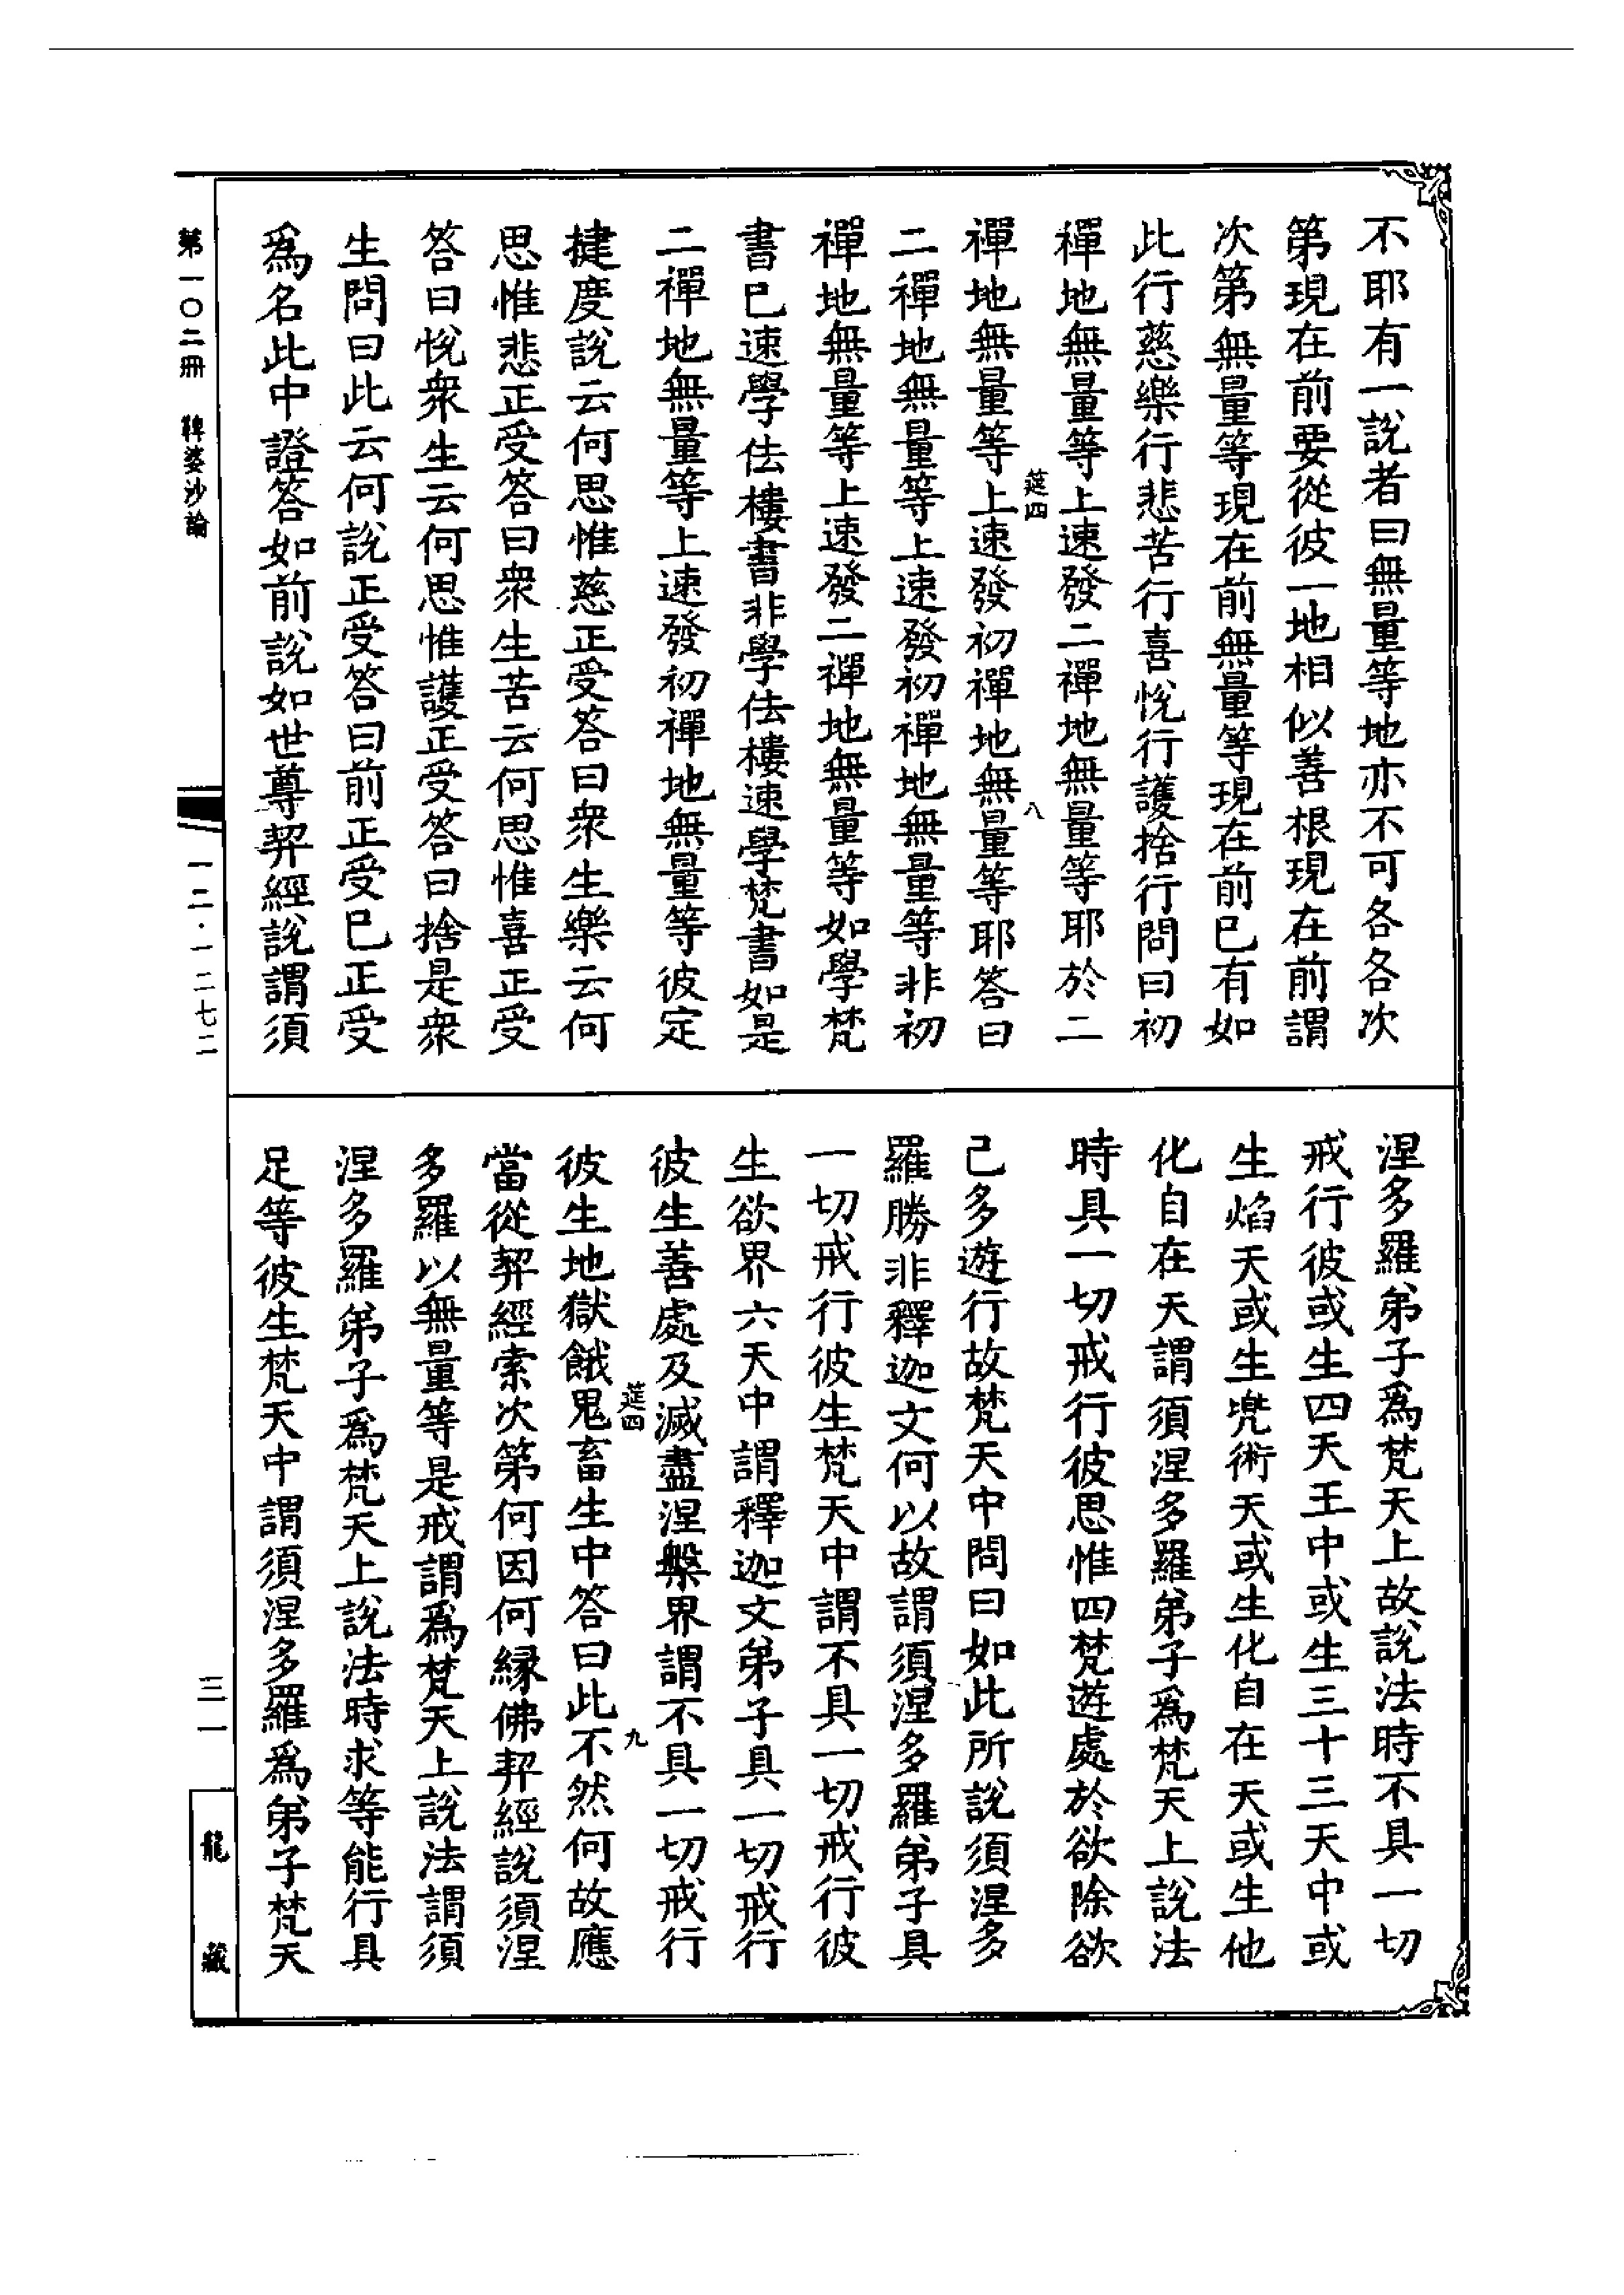 不耶有一說者曰無量等地亦不可各各次
第現在前要從彼一地相似善根現在前謂
次第無量等現在前無量等現在前已有如
此行慈樂行悲苦行喜悅行護捨行問曰初
禪地無量等上速發二禪地無量等耶於二
莚四
八
禪地無量等上速發初禪地無量等耶答曰
二禪地無量等上速發初禪地無量等非初
禪地無量等上速發二禪地無量等如學梵
書已速學佉樓書非學佉樓速學梵書如是
二禪地無量等上速發初禪地無量等彼定
揵度說云何思惟慈正受答曰衆生樂云何
思惟悲正受答曰衆生苦云何思惟喜正受
答曰悅衆生云何思惟護正受答曰捨是衆
生問曰此云何說正受答曰前正受已正受
爲名此中證答如前說如世尊契經說謂須
涅多羅弟子爲梵天上故說法時不具一切
戒行彼或生四天王中或生三十三天中或
生焰天或生兜術天或生化自在天或生他
化自在天謂須涅多羅弟子爲梵天上說法
時具一切戒行彼思惟四梵遊處於欲除欲
己多遊行故梵天中問曰如此所說須涅多
羅勝非釋迦文何以故謂須涅多羅弟子具
一切戒行彼生梵天中謂不具一切戒行彼
生欲界六天中謂釋迦文弟子具一切戒行
彼生善處及滅盡涅槃界謂不具一切戒行
莚四
九
彼生地獄餓鬼畜生中答曰此不然何故應
當從契經索次第何因何緣佛契經說須涅
多羅以無量等是戒謂爲梵天上說法謂須
涅多羅弟子爲梵天上說法時求等能行具
足等彼生梵天中謂須涅多羅爲弟子梵天
第一〇二冊 鞞婆沙論
一二·一二七二
三一
龍藏